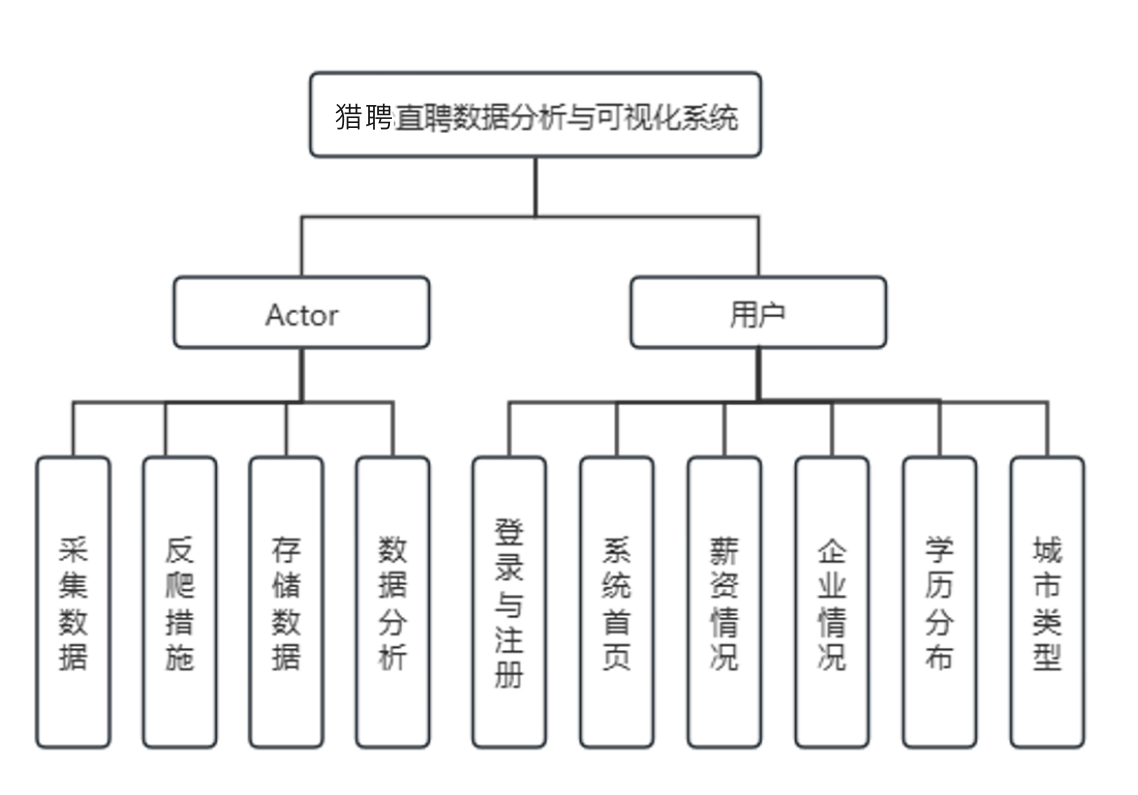 猎聘直聘数据分析与可视化系统
Actor
用户
采集数据
反爬措施
存储数据
数据分析
登录与注册
系统首页
薪资情况
企业情况
学历分布
城市类型